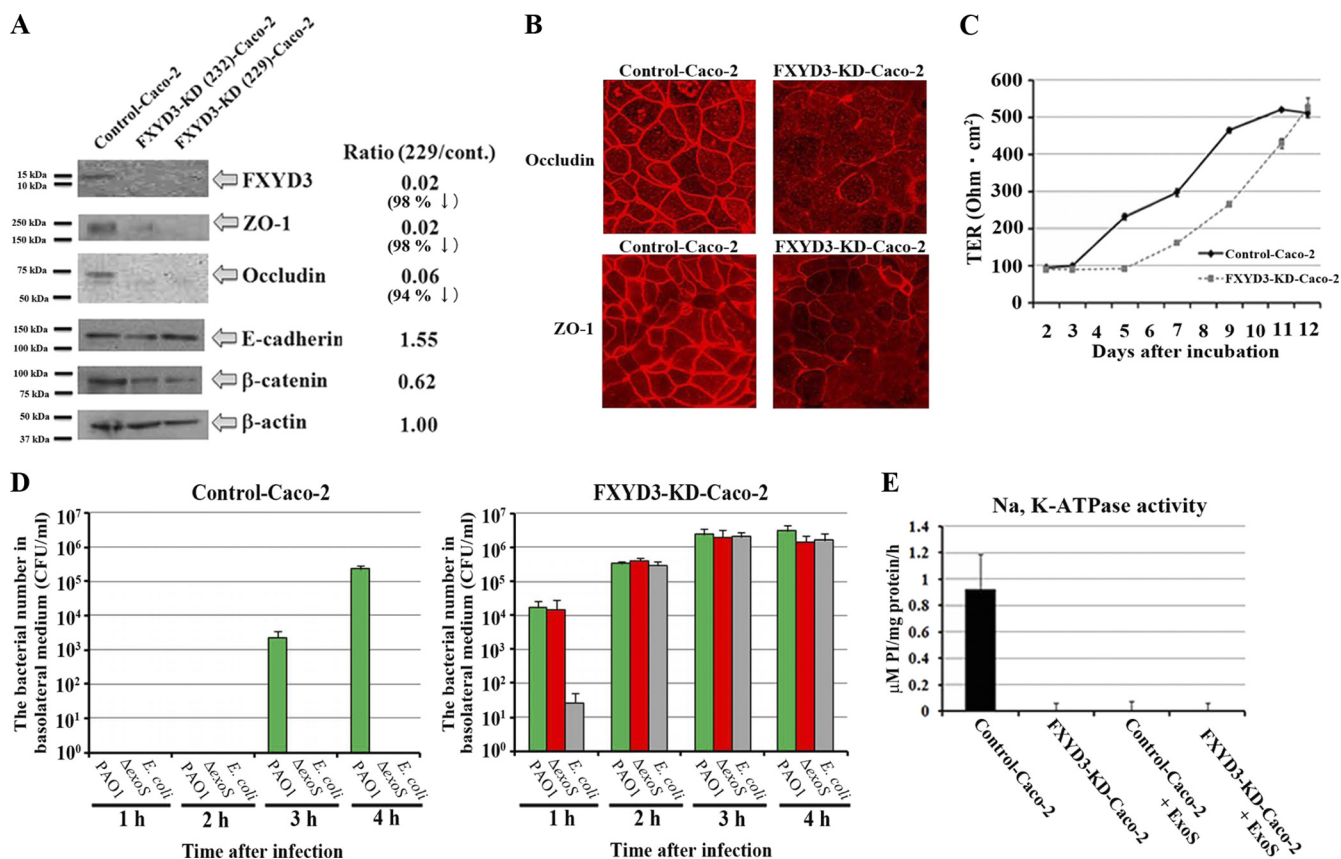 A
Control-Caco-2
FXYD3-KD (232)-Caco-2
FXYD3-KD (229)-Caco-2
Ratio (229/cont.)
15 kDa
10 kDa
FXYD3
0.02
(98 % ↓)
250 kDa
150 kDa
ZO-1
0.02
(98 % ↓)
75 kDa
50 kDa
Occludin
0.06
(94 % ↓)
150 kDa
100 kDa
E-cadherin
1.55
100 kDa
75 kDa
β-catenin
0.62
50 kDa
37 kDa
β-actin
1.00
B
Control-Caco-2
FXYD3-KD-Caco-2
Occludin
Control-Caco-2
FXYD3-KD-Caco-2
ZO-1
C
TER (Ohm・cm²)
600
500
400
300
200
100
0
Control-Caco-2
FXYD3-KD-Caco-2
2 3 4 5 6 7 8 9 10 11 12
Days after incubation
D
Control-Caco-2
The bacterial number in
basolateral medium (CFU/ml)
10⁷
10⁶
10⁵
10⁴
10³
10²
10¹
10⁰
PAO1 ΔexoS E. coli PAO1 ΔexoS E. coli PAO1 ΔexoS E. coli PAO1 ΔexoS E. coli
1 h 2 h 3 h 4 h
Time after infection
FXYD3-KD-Caco-2
The bacterial number in
basolateral medium (CFU/ml)
10⁷
10⁶
10⁵
10⁴
10³
10²
10¹
10⁰
PAO1 ΔexoS E. coli PAO1 ΔexoS E. coli PAO1 ΔexoS E. coli PAO1 ΔexoS E. coli
1 h 2 h 3 h 4 h
Time after infection
E
Na, K-ATPase activity
μM PI/mg protein/h
1.4
1.2
1
0.8
0.6
0.4
0.2
0
Control-Caco-2
FXYD3-KD-Caco-2
Control-Caco-2
+ ExoS
FXYD3-KD-Caco-2
+ ExoS